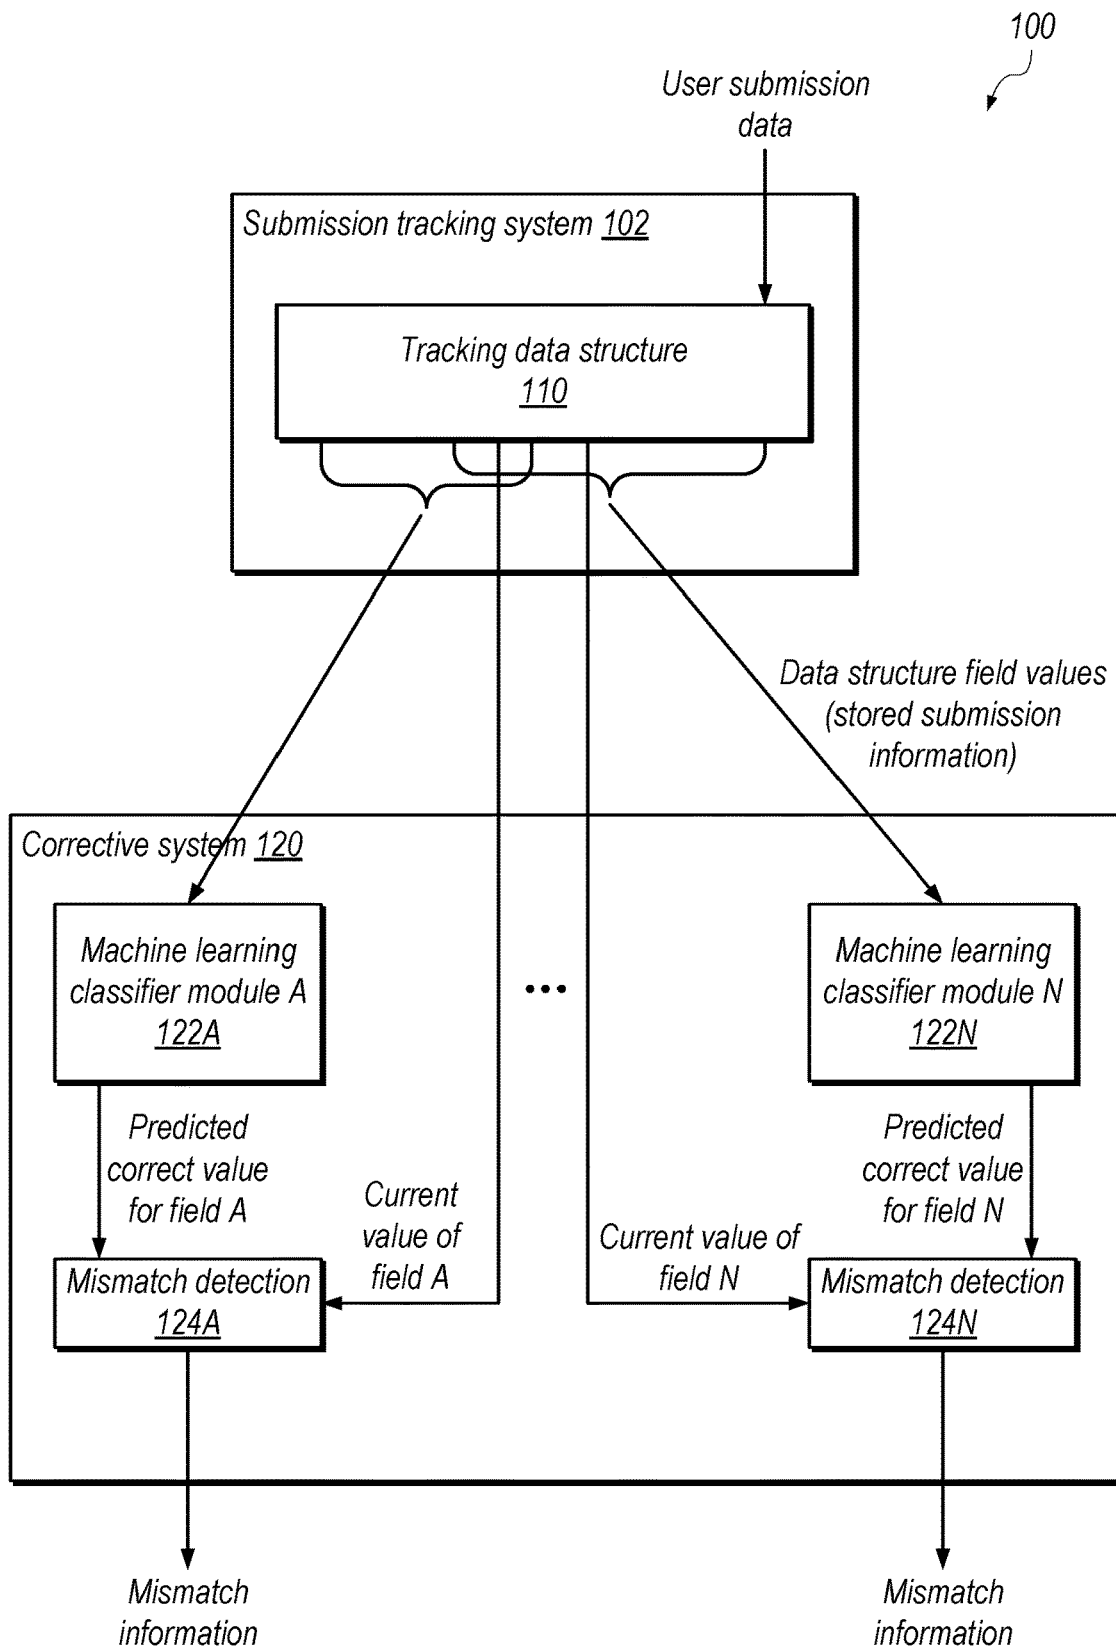 100
User submission
data
Submission tracking system 102
Tracking data structure
110
Data structure field values
(stored submission
information)
Corrective system 120
Machine learning
classifier module A
122A
...
Machine learning
classifier module N
122N
Predicted
correct value
for field A
Current
value of
field A
Current value of
field N
Predicted
correct value
for field N
Mismatch detection
124A
Mismatch detection
124N
Mismatch
information
Mismatch
information